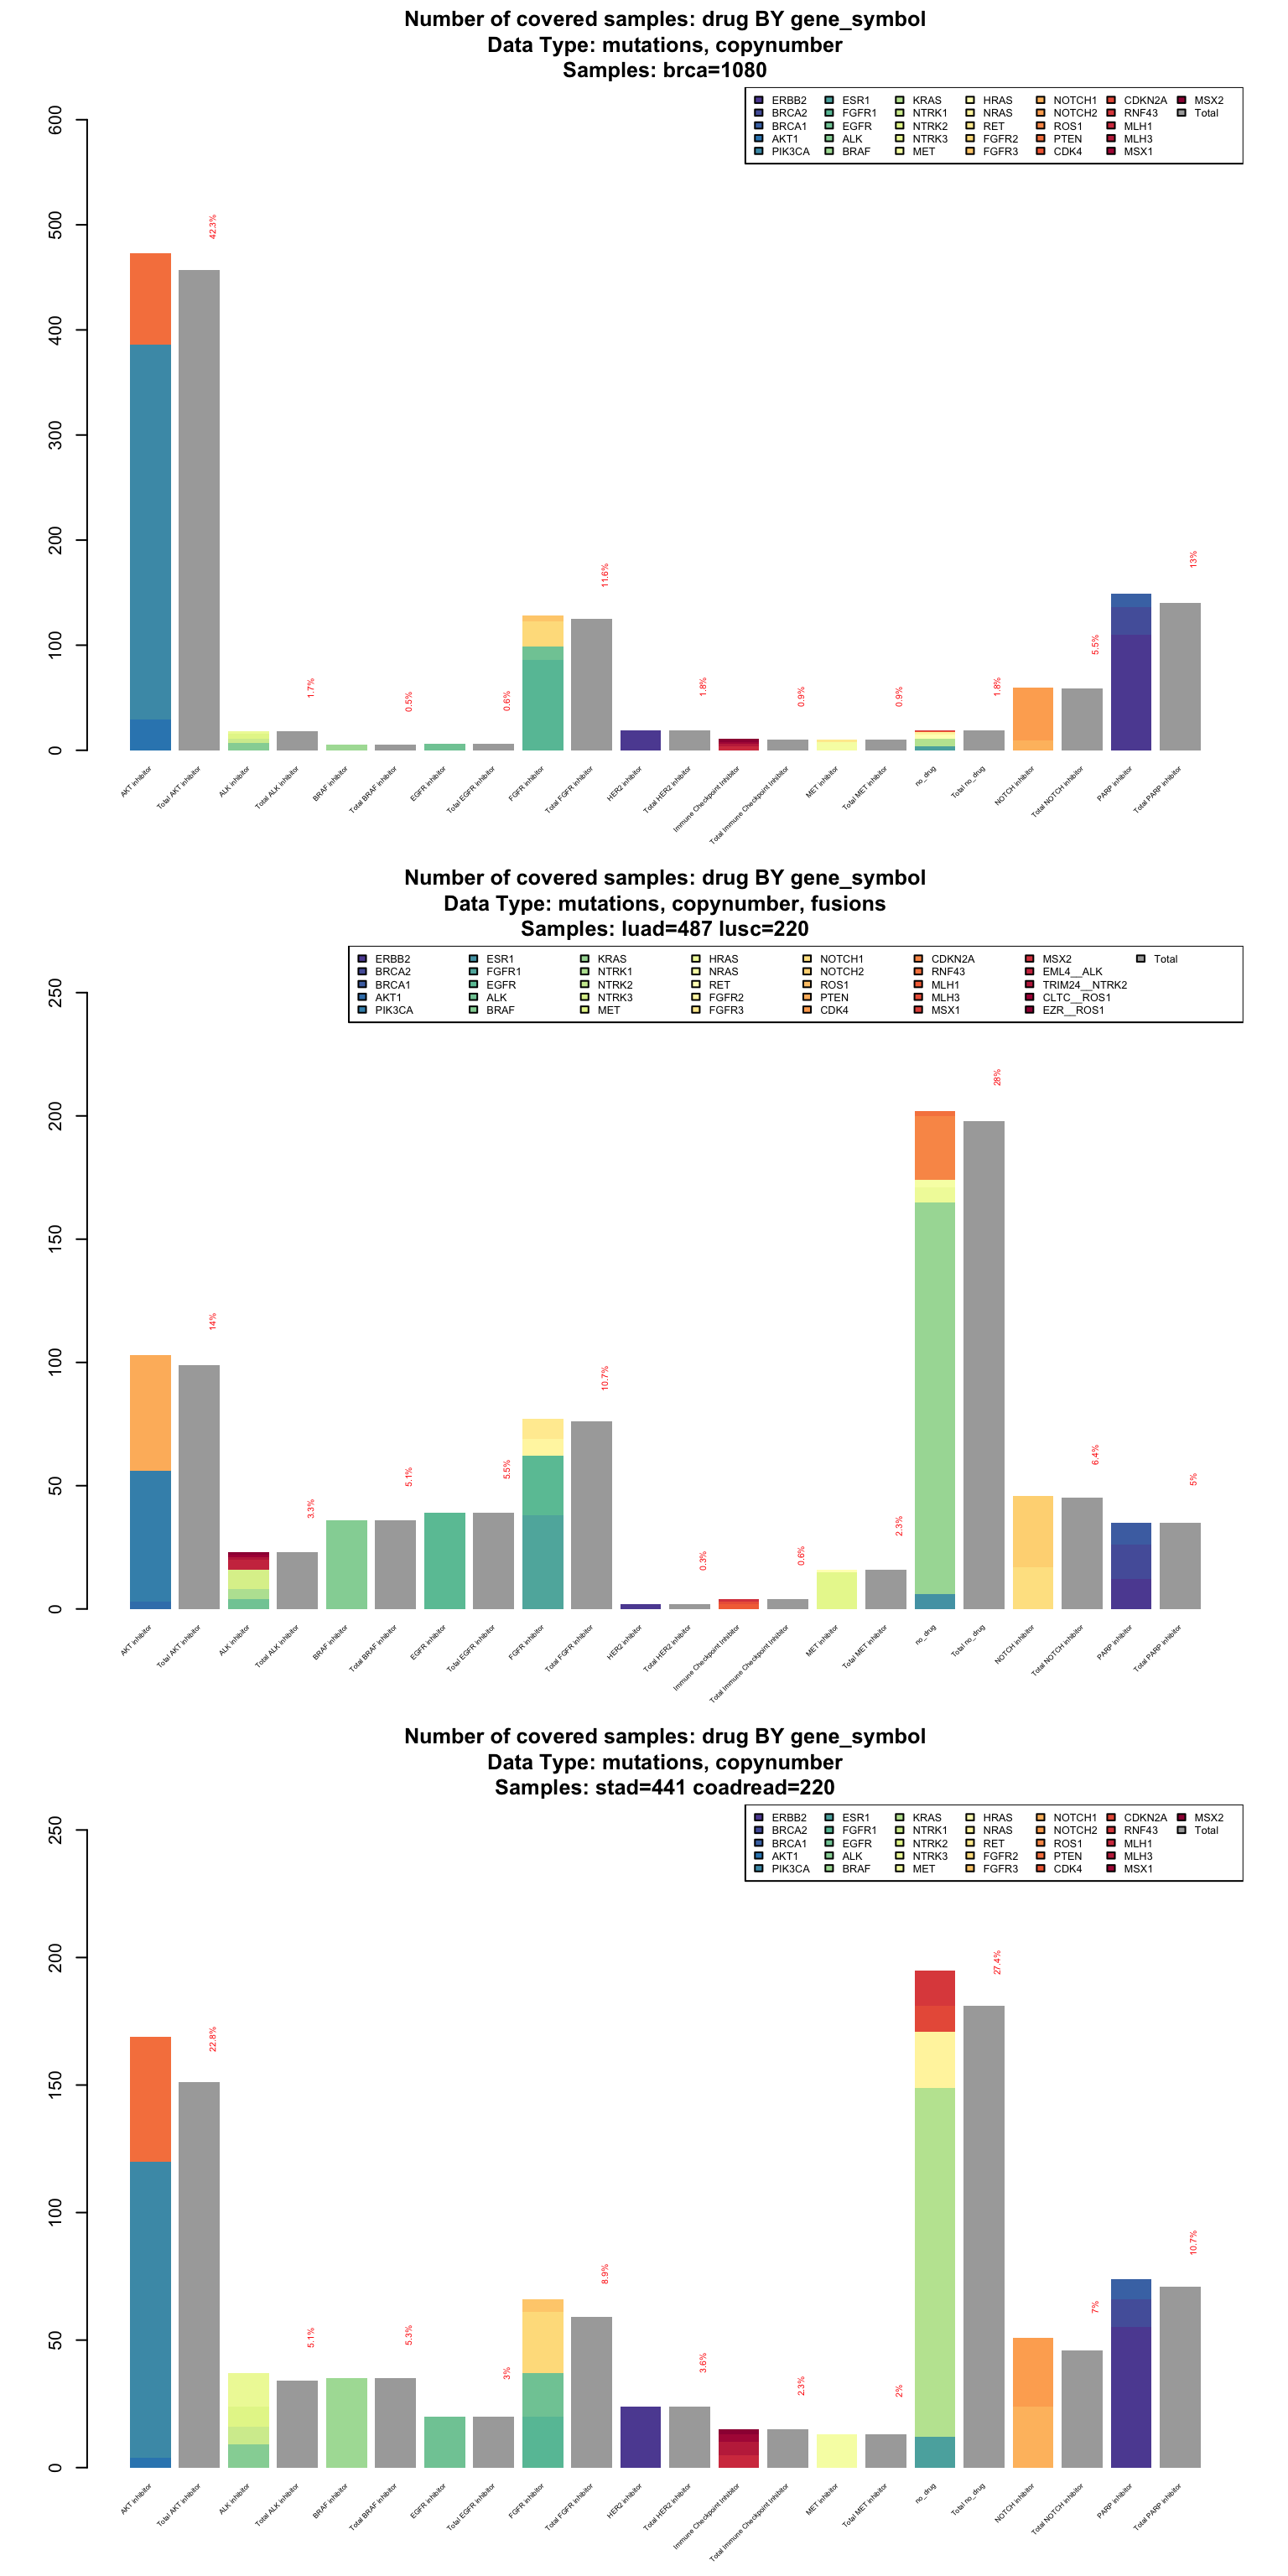 Number of covered samples: drug BY gene_symbol
Data Type: mutations, copynumber
Samples: brca=1080
ERBB2 ESR1 KRAS HRAS NOTCH1 CDKN2A MSX2
BRCA2 FGFR1 NTRK1 NRAS NOTCH2 RNF43 Total
BRCA1 EGFR NTRK2 RET ROS1 MLH1
AKT1 ALK NTRK3 FGFR2 PTEN MLH3
PIK3CA BRAF MET FGFR3 CDK4 MSX1
600
500
400
300
200
100
0
42.3%
1.7%
0.5%
0.6%
11.6%
1.8%
0.9%
0.9%
1.8%
5.5%
13%
AKT inhibitor
Total AKT inhibitor
ALK inhibitor
Total ALK inhibitor
BRAF inhibitor
Total BRAF inhibitor
EGFR inhibitor
Total EGFR inhibitor
FGFR inhibitor
Total FGFR inhibitor
HER2 inhibitor
Total HER2 inhibitor
Immune Checkpoint Inhibitor
Total Immune Checkpoint Inhibitor
MET inhibitor
Total MET inhibitor
no_drug
Total no_drug
NOTCH inhibitor
Total NOTCH inhibitor
PARP inhibitor
Total PARP inhibitor
Number of covered samples: drug BY gene_symbol
Data Type: mutations, copynumber, fusions
Samples: luad=487 lusc=220
ERBB2 ESR1 KRAS HRAS NOTCH1 CDKN2A MSX2 Total
BRCA2 FGFR1 NTRK1 NRAS NOTCH2 RNF43 EML4__ALK
BRCA1 EGFR NTRK2 RET ROS1 MLH1 TRIM24__NTRK2
AKT1 ALK NTRK3 FGFR2 PTEN MLH3 CLTC__ROS1
PIK3CA BRAF MET FGFR3 CDK4 MSX1 EZR__ROS1
250
200
150
100
50
0
14%
3.3%
5.1%
5.5%
10.7%
0.3%
0.6%
2.3%
28%
6.4%
5%
AKT inhibitor
Total AKT inhibitor
ALK inhibitor
Total ALK inhibitor
BRAF inhibitor
Total BRAF inhibitor
EGFR inhibitor
Total EGFR inhibitor
FGFR inhibitor
Total FGFR inhibitor
HER2 inhibitor
Total HER2 inhibitor
Immune Checkpoint Inhibitor
Total Immune Checkpoint Inhibitor
MET inhibitor
Total MET inhibitor
no_drug
Total no_drug
NOTCH inhibitor
Total NOTCH inhibitor
PARP inhibitor
Total PARP inhibitor
Number of covered samples: drug BY gene_symbol
Data Type: mutations, copynumber
Samples: stad=441 coadread=220
ERBB2 ESR1 KRAS HRAS NOTCH1 CDKN2A MSX2
BRCA2 FGFR1 NTRK1 NRAS NOTCH2 RNF43 Total
BRCA1 EGFR NTRK2 RET ROS1 MLH1
AKT1 ALK NTRK3 FGFR2 PTEN MLH3
PIK3CA BRAF MET FGFR3 CDK4 MSX1
250
200
150
100
50
0
22.8%
5.1%
5.3%
3%
8.9%
3.6%
2.3%
2%
27.4%
7%
10.7%
AKT inhibitor
Total AKT inhibitor
ALK inhibitor
Total ALK inhibitor
BRAF inhibitor
Total BRAF inhibitor
EGFR inhibitor
Total EGFR inhibitor
FGFR inhibitor
Total FGFR inhibitor
HER2 inhibitor
Total HER2 inhibitor
Immune Checkpoint Inhibitor
Total Immune Checkpoint Inhibitor
MET inhibitor
Total MET inhibitor
no_drug
Total no_drug
NOTCH inhibitor
Total NOTCH inhibitor
PARP inhibitor
Total PARP inhibitor